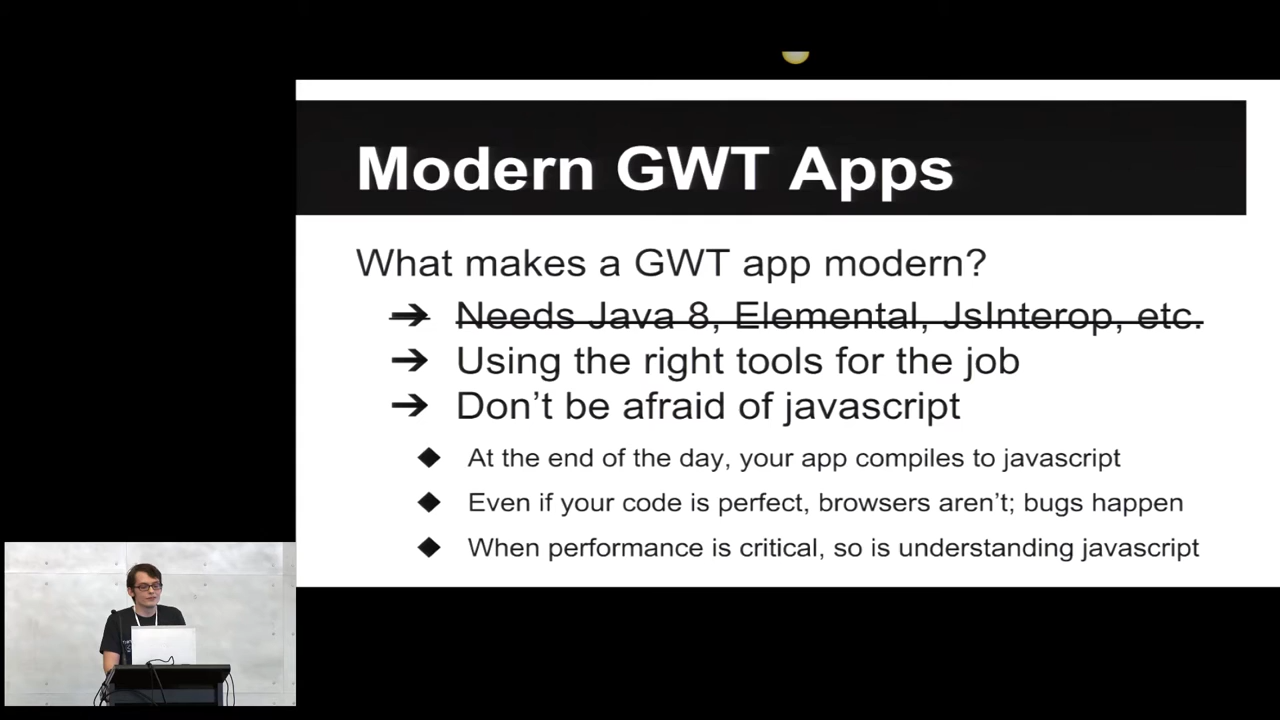 Modern GWT Apps
What makes a GWT app modern?
➔ Needs Java 8, Elemental, JsInterop, etc.
➔ Using the right tools for the job
➔ Don't be afraid of javascript
◆ At the end of the day, your app compiles to javascript
◆ Even if your code is perfect, browsers aren't; bugs happen
◆ When performance is critical, so is understanding javascript